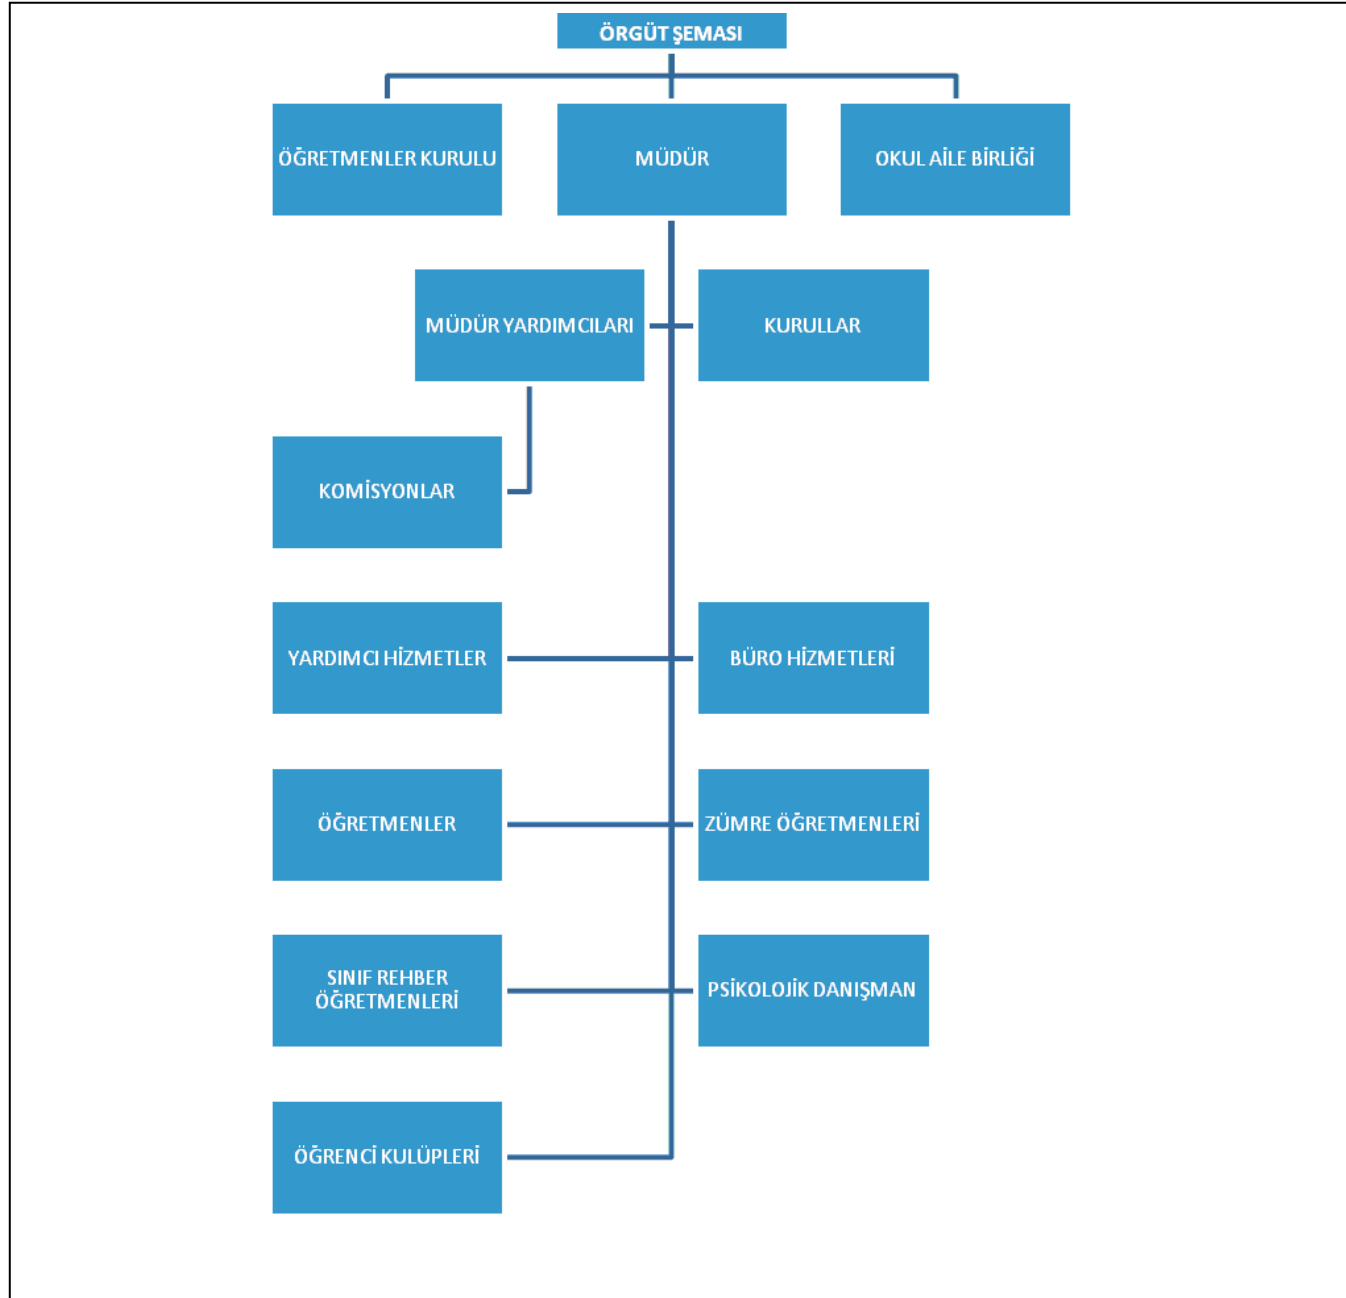 ÖRGÜT ŞEMASI
ÖĞRETMENLER KURULU
MÜDÜR
OKUL AİLE BİRLİĞİ
MÜDÜR YARDIMCILARI
KURULLAR
KOMİSYONLAR
YARDIMCI HİZMETLER
BÜRO HİZMETLERİ
ÖĞRETMENLER
ZÜMRE ÖĞRETMENLERİ
SINIF REHBER
ÖĞRETMENLERİ
PSİKOLOJİK DANIŞMAN
ÖĞRENCİ KULÜPLERİ